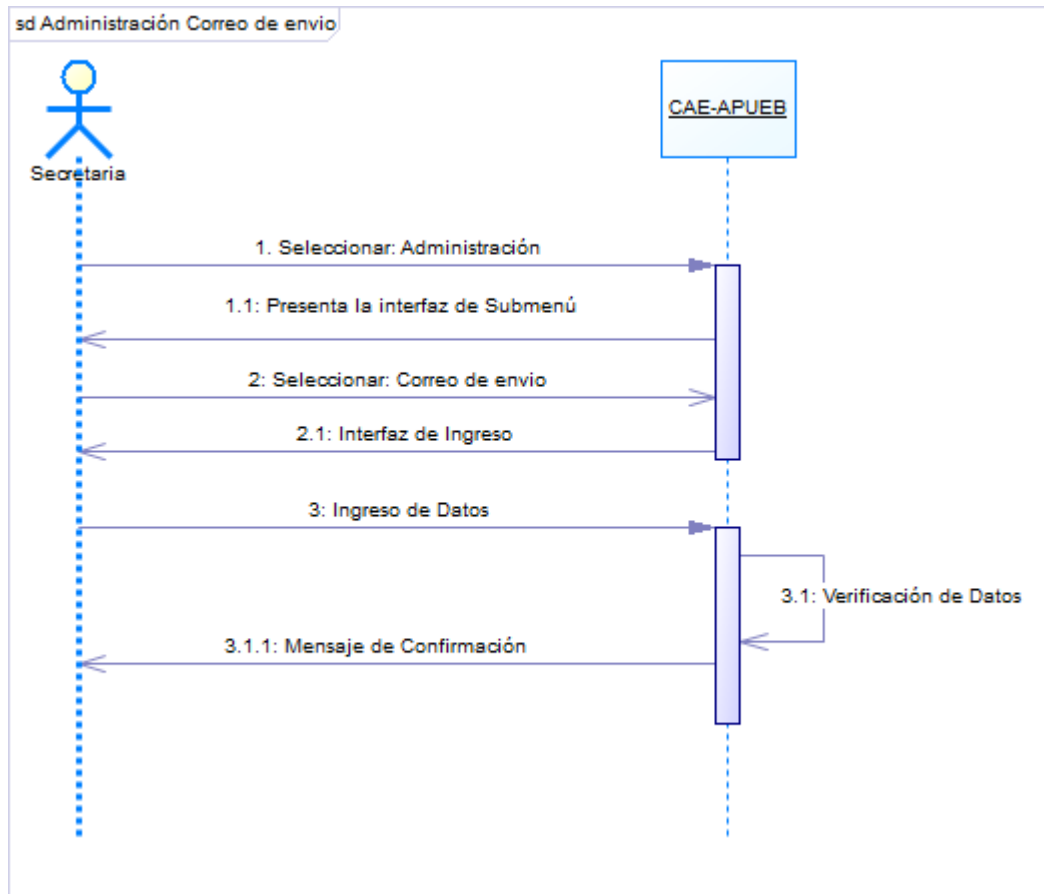 sd Administración Correo de envio
Secretaria
CAE-APUEB
1. Seleccionar: Administración
1.1: Presenta la interfaz de Submenú
2: Seleccionar: Correo de envio
2.1: Interfaz de Ingreso
3: Ingreso de Datos
3.1: Verificación de Datos
3.1.1: Mensaje de Confirmación